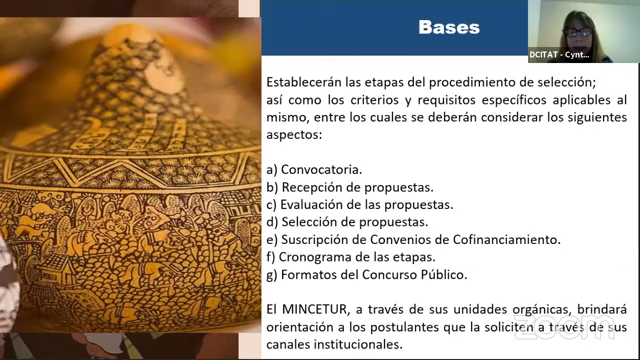 Bases
DCITAT - Cynt...
Establecerán las etapas del procedimiento de selección;
así como los criterios y requisitos específicos aplicables al
mismo, entre los cuales se deberán considerar los siguientes
aspectos:
a) Convocatoria.
b) Recepción de propuestas.
c) Evaluación de las propuestas.
d) Selección de propuestas.
e) Suscripción de Convenios de Cofinanciamiento.
f) Cronograma de las etapas.
g) Formatos del Concurso Público.
El MINCETUR, a través de sus unidades orgánicas, brindará
orientación a los postulantes que la soliciten a través de sus
canales institucionales.
zoom